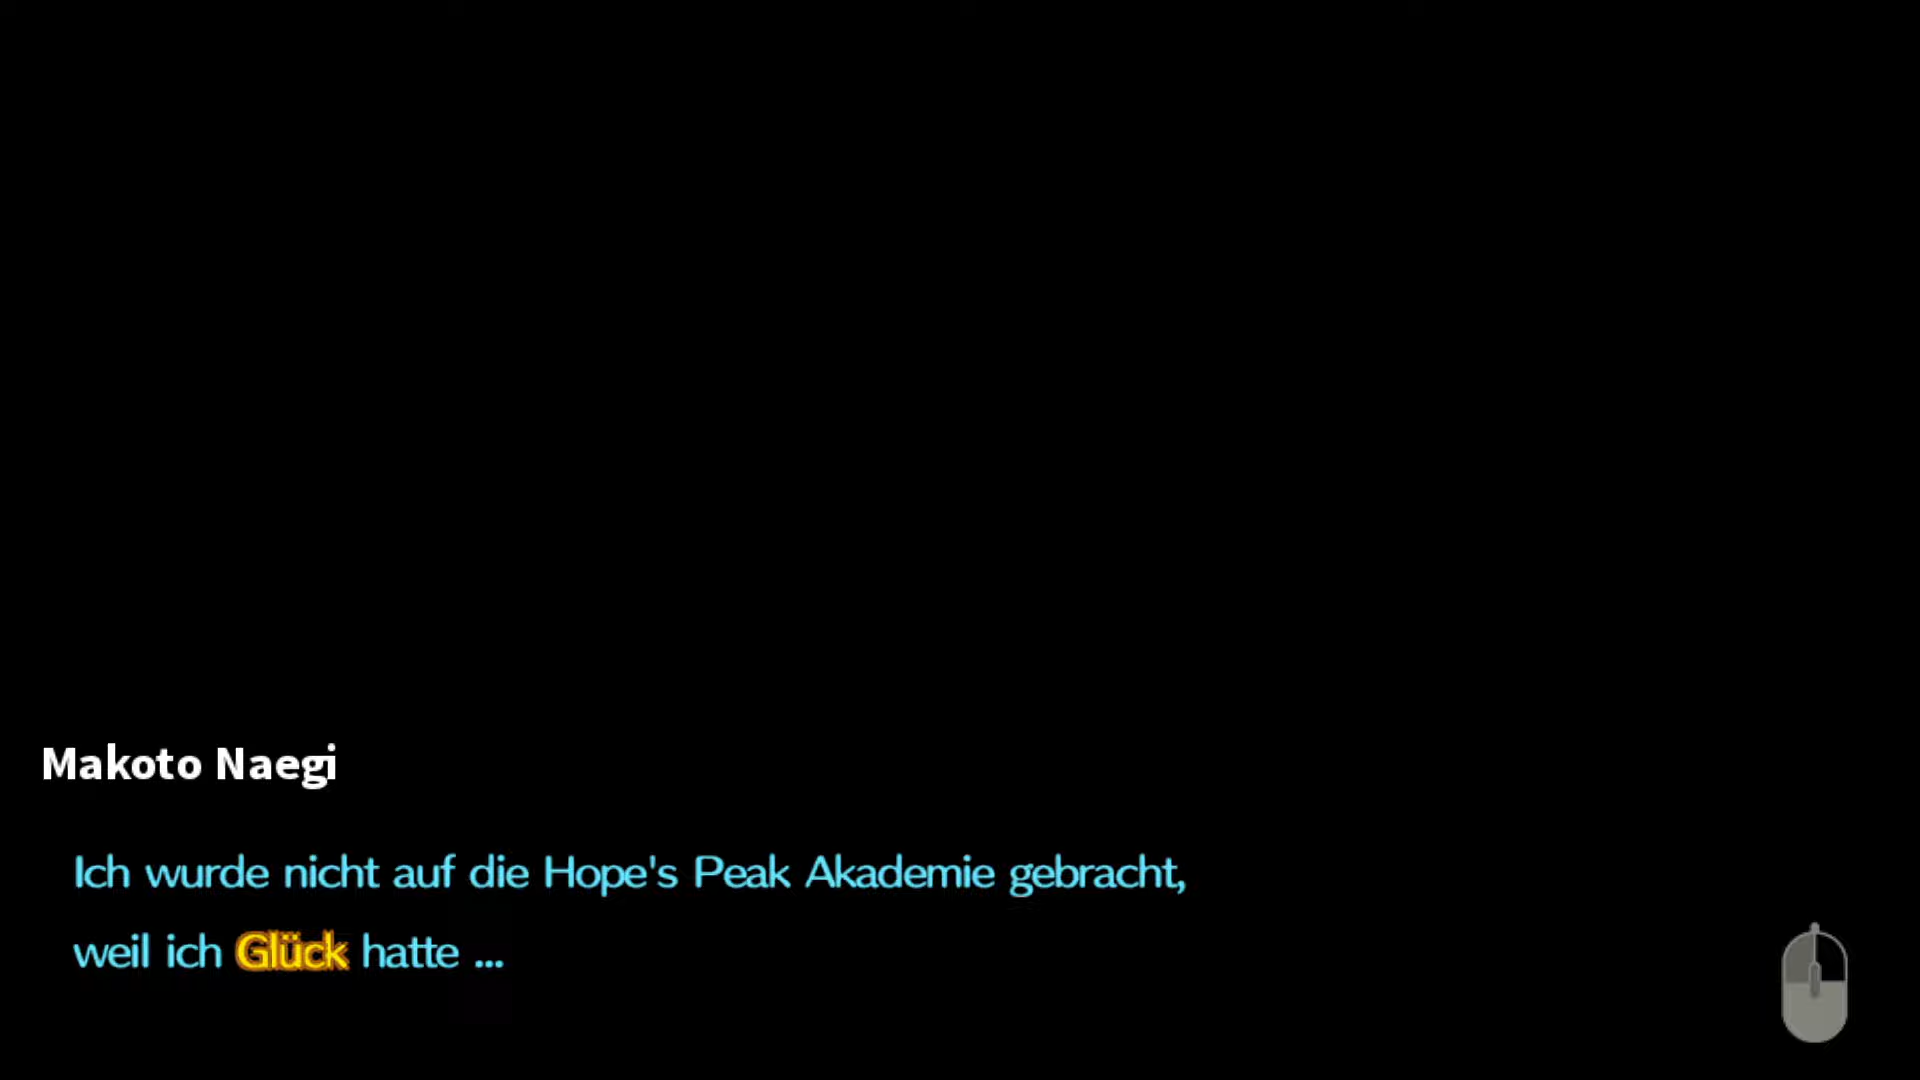 Makoto Naegi
Ich wurde nicht auf die Hope's Peak Akademie gebracht,
weil ich Glück hatte ...